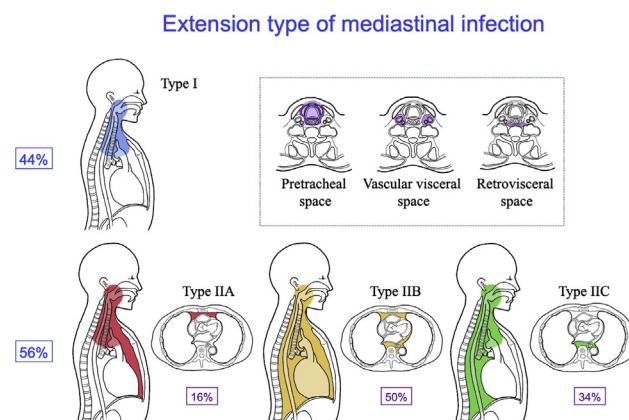 Extension type of mediastinal infection
Type I
44%
Pretracheal space
Vascular visceral space
Retrovisceral space
Type IIA
Type IIB
Type IIC
56%
16%
50%
34%